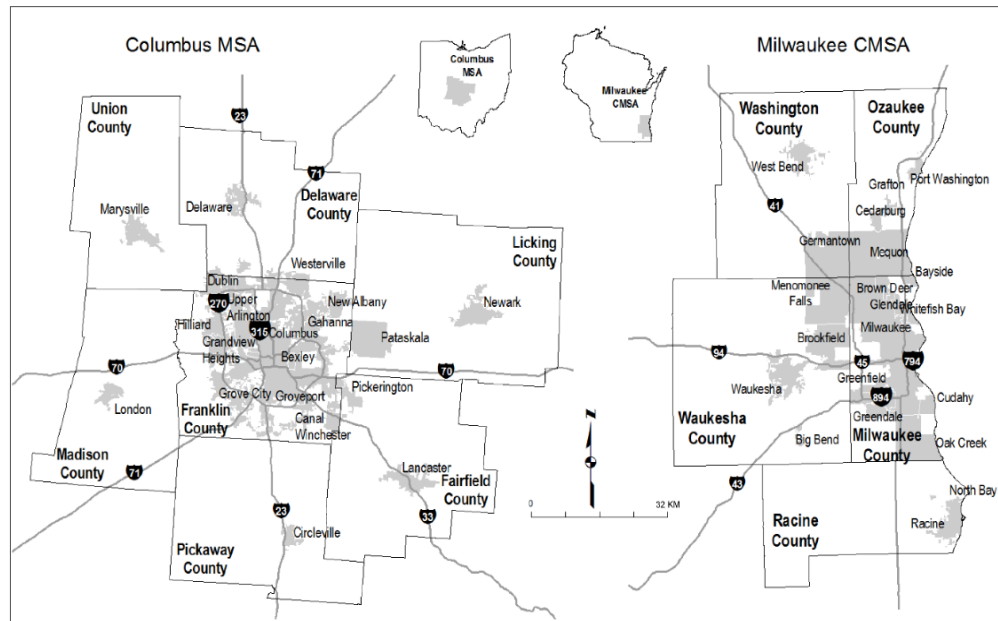 Columbus MSA
Milwaukee CMSA
Columbus
MSA
Milwaukee
CMSA
Union
County
23
71
Delaware
County
Marysville
Delaware
Licking
County
Westerville
Dublin
270
Upper
Arlington
New Albany
Newark
Hilliard
315
Columbus
Gahanna
Pataskala
Grandview
Heights
Bexley
70
70
Pickerington
London
Grove City
Groveport
Franklin
County
Canal
Winchester
Madison
County
71
Lancaster
Fairfield
County
23
33
Circleville
Pickaway
County
N
0
32 KM
Washington
County
Ozaukee
County
West Bend
Port Washington
Grafton
41
Cedarburg
Germantown
Mcquon
Bayside
Menomonee
Falls
Brown Deer
Glendale
Whitefish Bay
Milwaukee
Brookfield
94
45
794
Waukesha
Greenfield
894
Cudahy
Greendale
Waukesha
County
Big Bend
Milwaukee
County
Oak Creek
43
North Bay
Racine
Racine
County